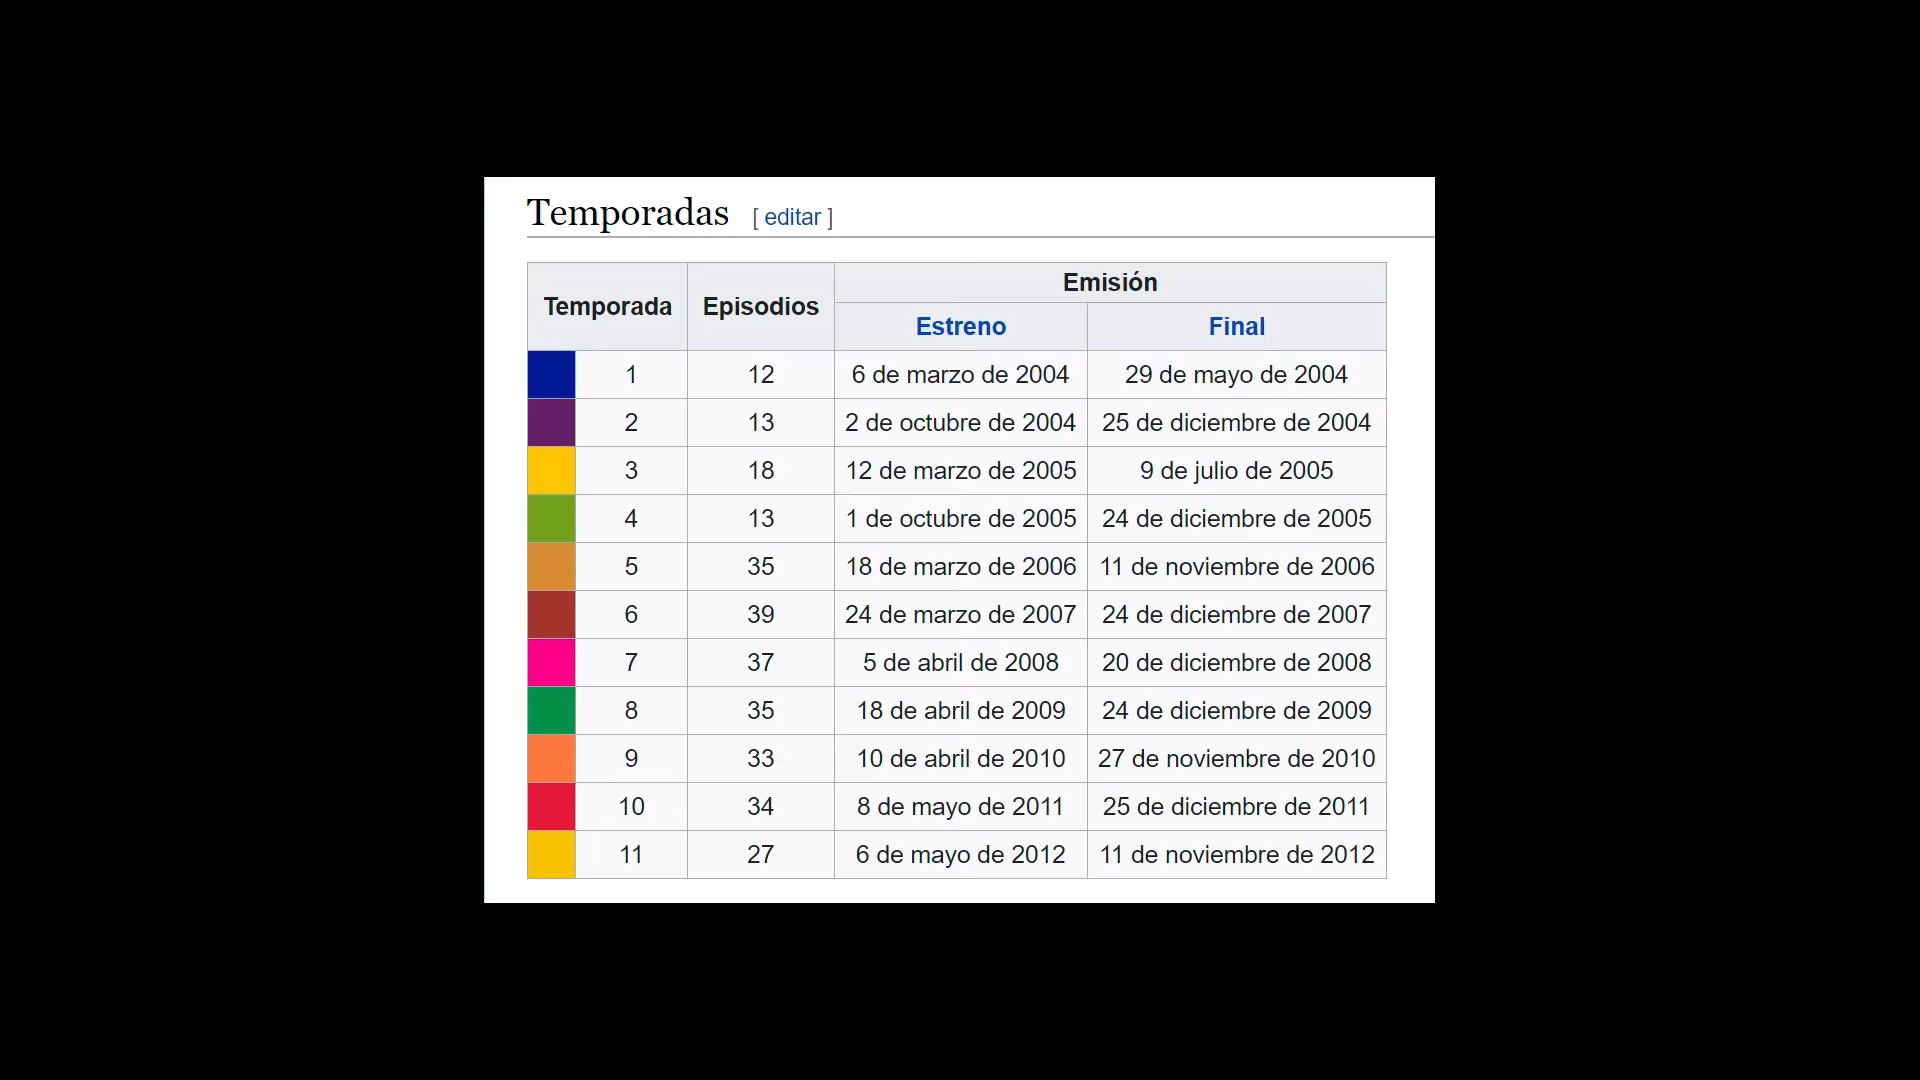 Temporadas [ editar ]
Temporada Episodios Emisión
Estreno Final
1 12 6 de marzo de 2004 29 de mayo de 2004
2 13 2 de octubre de 2004 25 de diciembre de 2004
3 18 12 de marzo de 2005 9 de julio de 2005
4 13 1 de octubre de 2005 24 de diciembre de 2005
5 35 18 de marzo de 2006 11 de noviembre de 2006
6 39 24 de marzo de 2007 24 de diciembre de 2007
7 37 5 de abril de 2008 20 de diciembre de 2008
8 35 18 de abril de 2009 24 de diciembre de 2009
9 33 10 de abril de 2010 27 de noviembre de 2010
10 34 8 de mayo de 2011 25 de diciembre de 2011
11 27 6 de mayo de 2012 11 de noviembre de 2012